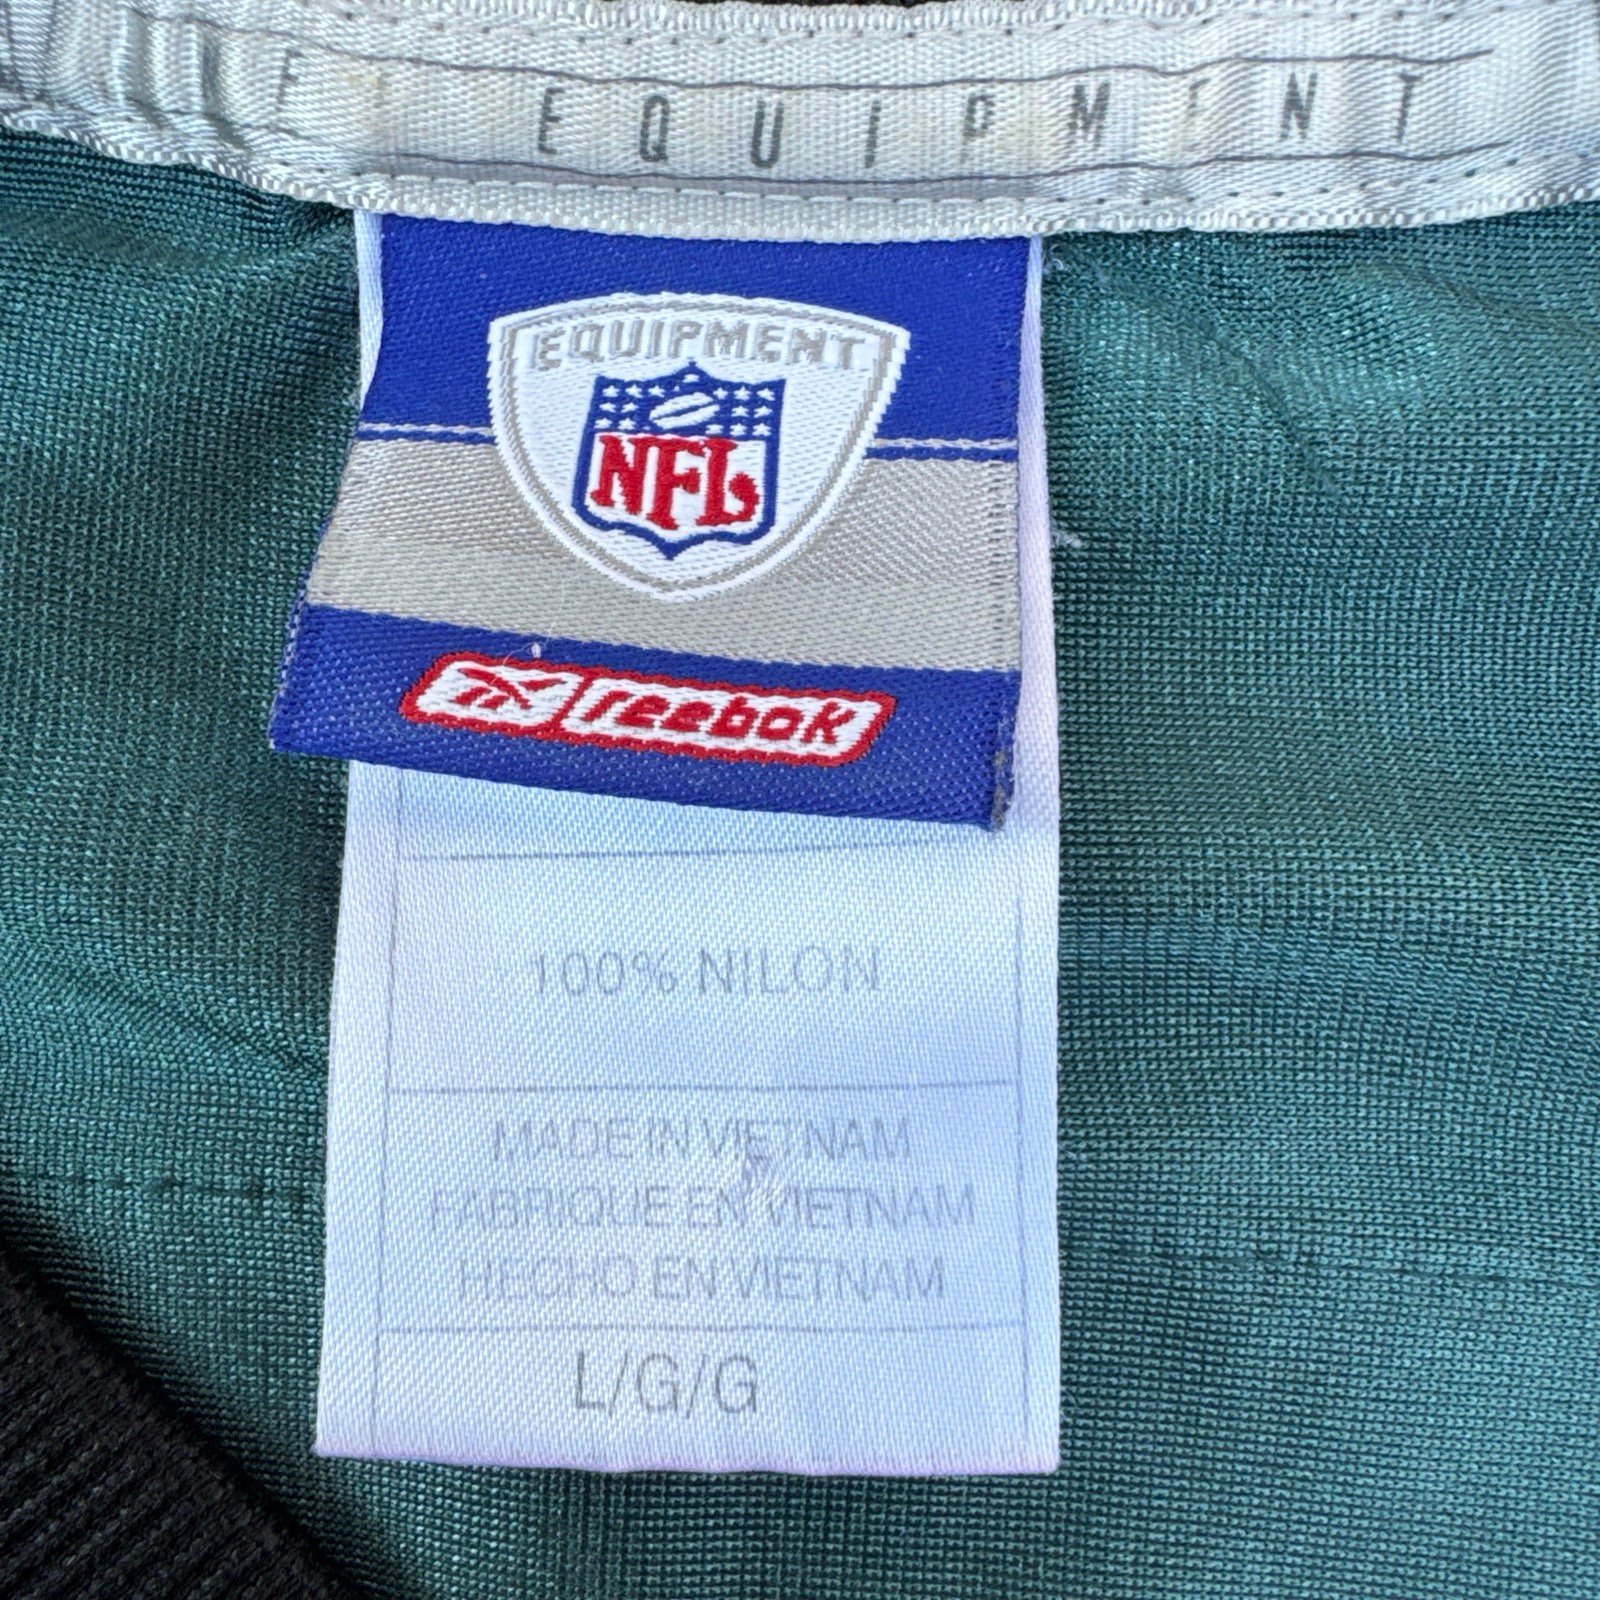 EQUIPMENT
EQUIPMENT
NFL
reebok
100% NILON
MADE IN VIETNAM
FABRIQUE EN VIETNAM
HECHO EN VIETNAM
L/G/G